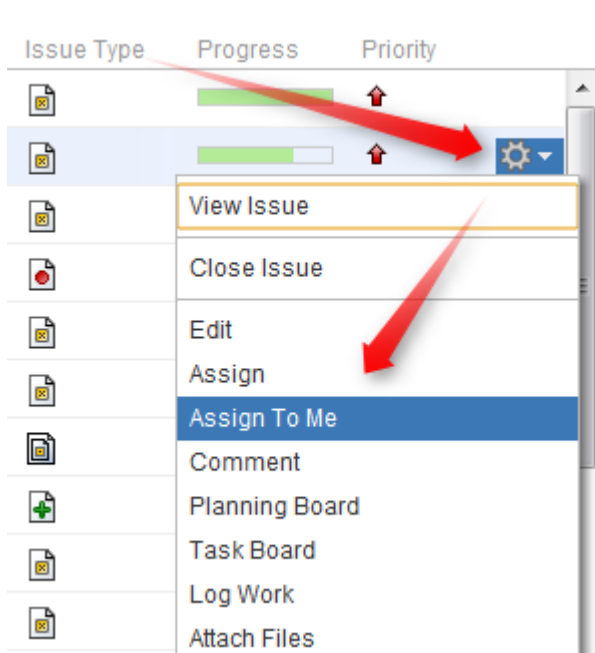 Issue Type Progress Priority
View Issue
Close Issue
Edit
Assign
Assign To Me
Comment
Planning Board
Task Board
Log Work
Attach Files